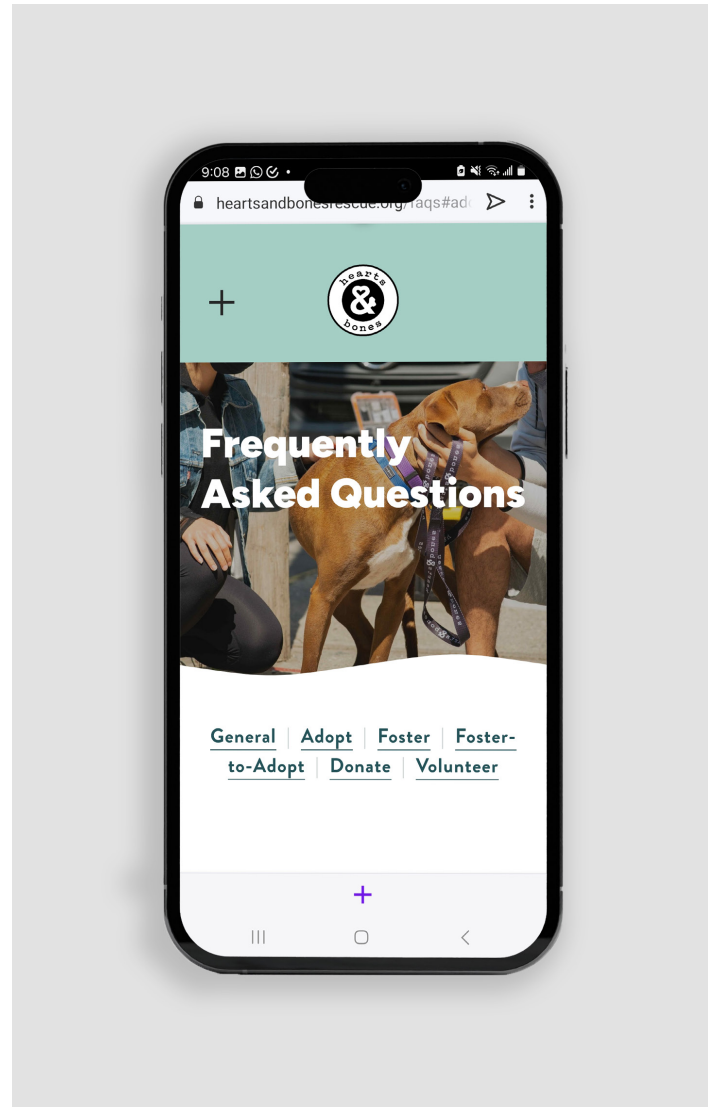 9:08
heartsandbonesrescue.org/faqs#ad
hearts
&
bones
Frequently
Asked Questions
General | Adopt | Foster | Foster-
to-Adopt | Donate | Volunteer